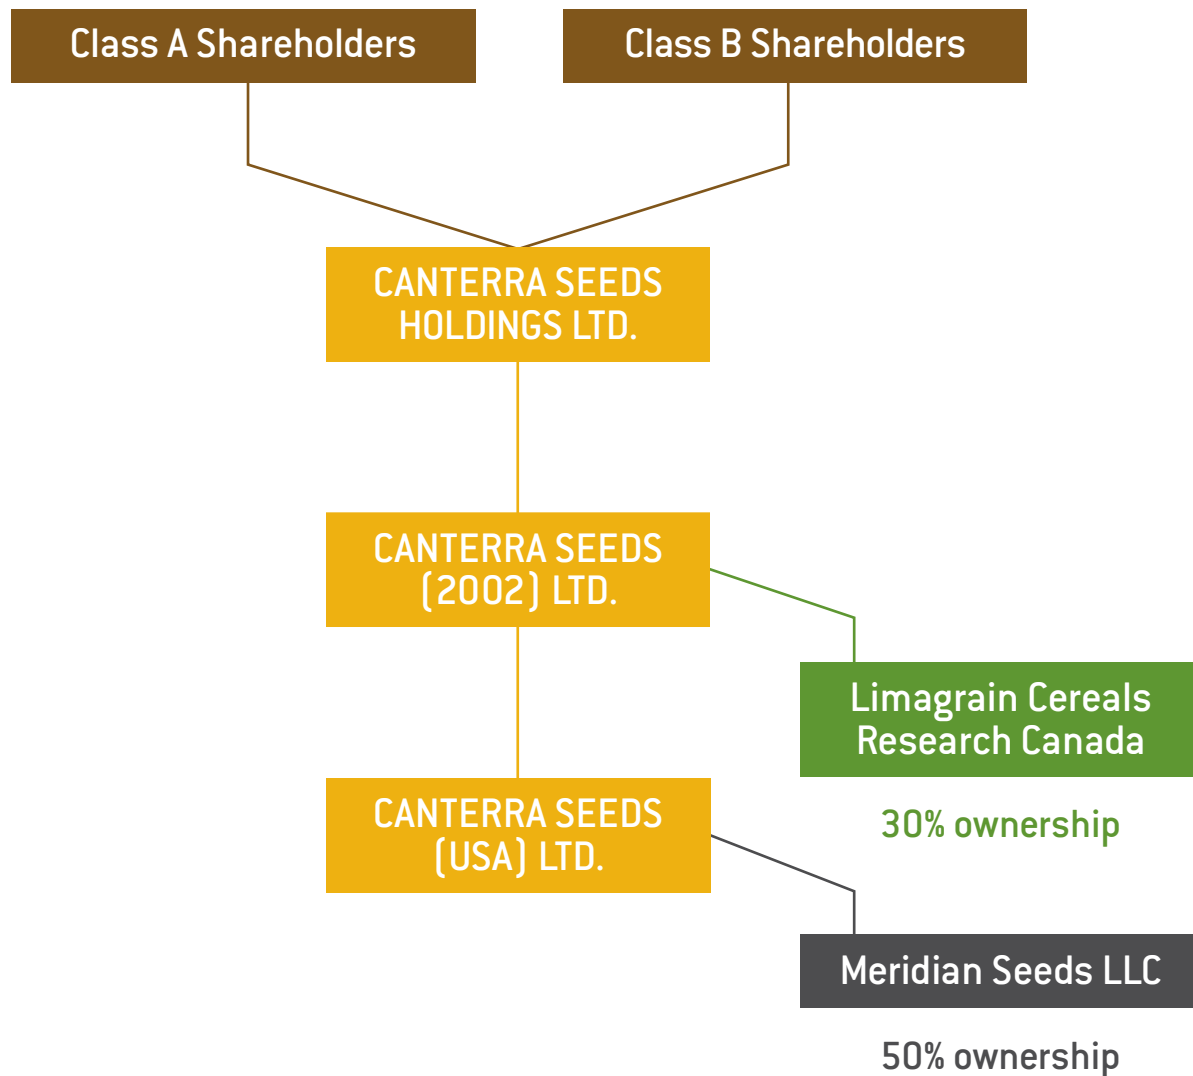 Class A Shareholders
Class B Shareholders
CANTERRA SEEDS
HOLDINGS LTD.
CANTERRA SEEDS
(2002) LTD.
Limagrain Cereals
Research Canada
30% ownership
CANTERRA SEEDS
(USA) LTD.
Meridian Seeds LLC
50% ownership